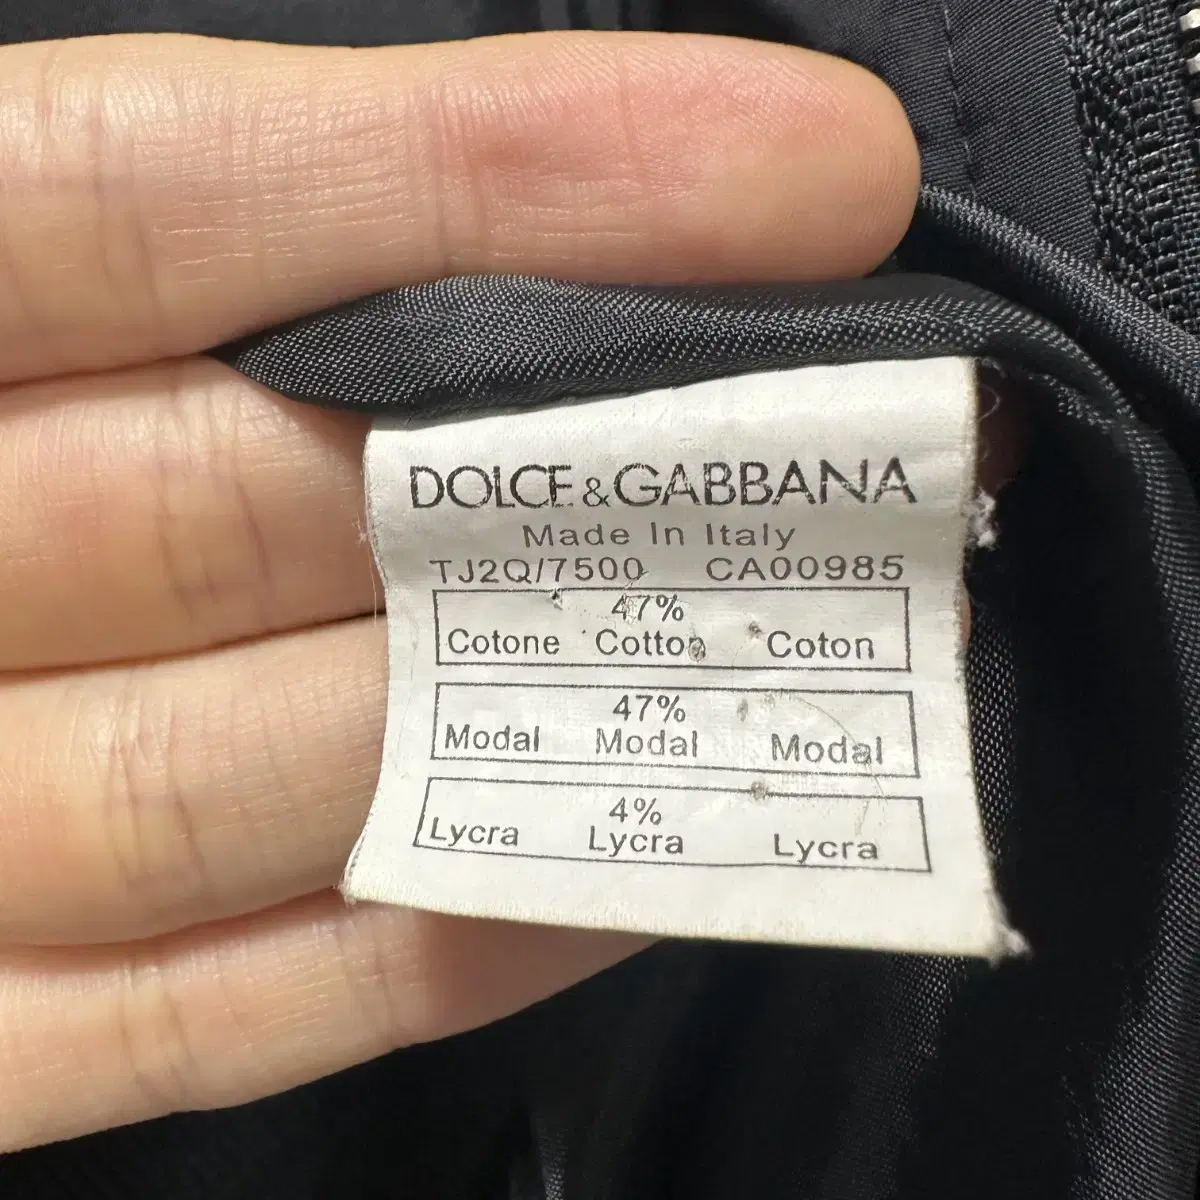 DOLCE & GABBANA
Made In Italy
TJ2Q/7500 CA00985
47%
Cotone Cotton Coton
47%
Modal Modal Modal
4%
Lycra Lycra Lycra